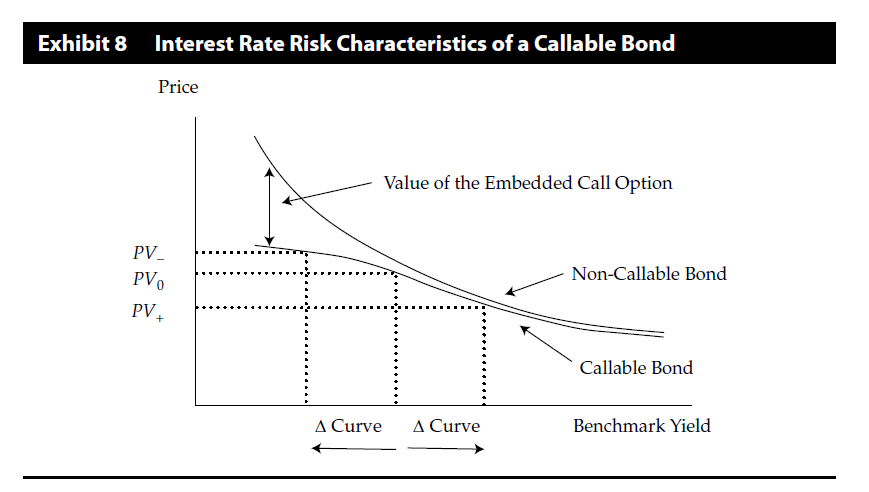 Exhibit 8 Interest Rate Risk Characteristics of a Callable Bond
Price
Value of the Embedded Call Option
PV₋
PV₀
PV₊
Non-Callable Bond
Callable Bond
Δ Curve Δ Curve Benchmark Yield